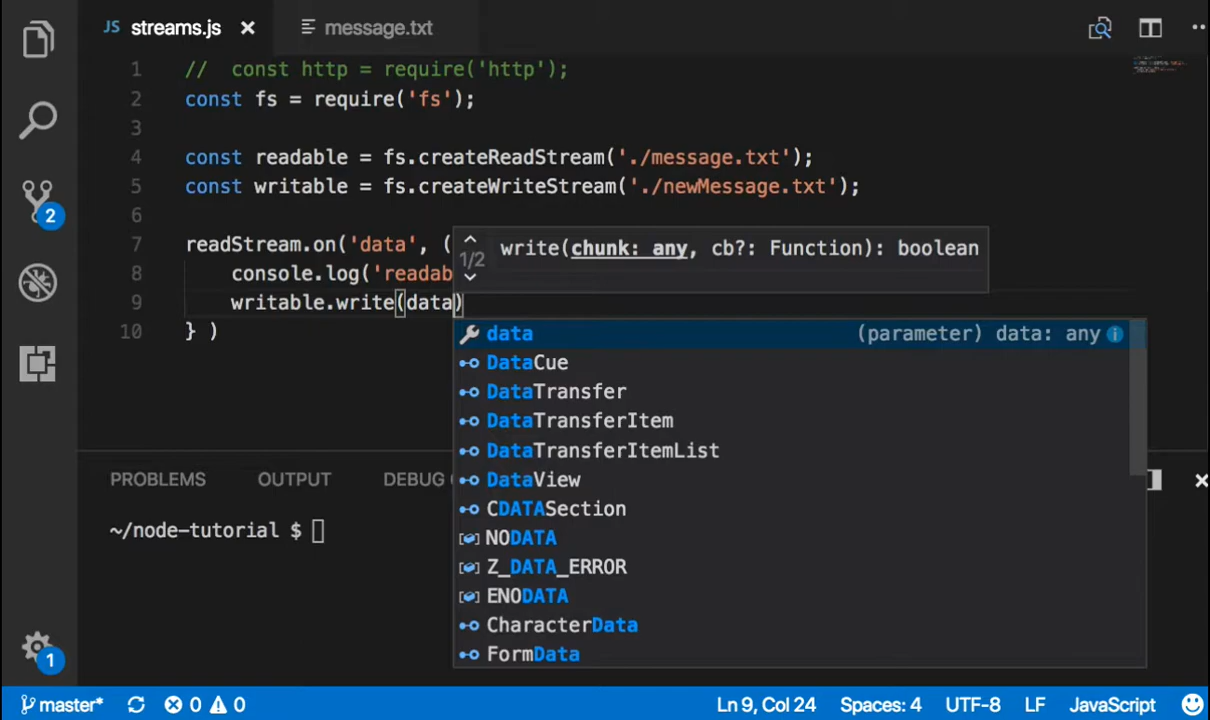 JS streams.js × message.txt
1 // const http = require('http');
2 const fs = require('fs');
3
4 const readable = fs.createReadStream('./message.txt');
5 const writable = fs.createWriteStream('./newMessage.txt');
6
7 readStream.on('data', (
8 console.log('readab
9 writable.write(data)
10 } )
1/2 write(chunk: any, cb?: Function): boolean
data (parameter) data: any
DataCue
DataTransfer
DataTransferItem
DataTransferItemList
DataView
CDATASection
NODATA
Z_DATA_ERROR
ENODATA
CharacterData
FormData
PROBLEMS OUTPUT DEBUG
~/node-tutorial $
2
1
master* 0 0 Ln 9, Col 24 Spaces: 4 UTF-8 LF JavaScript